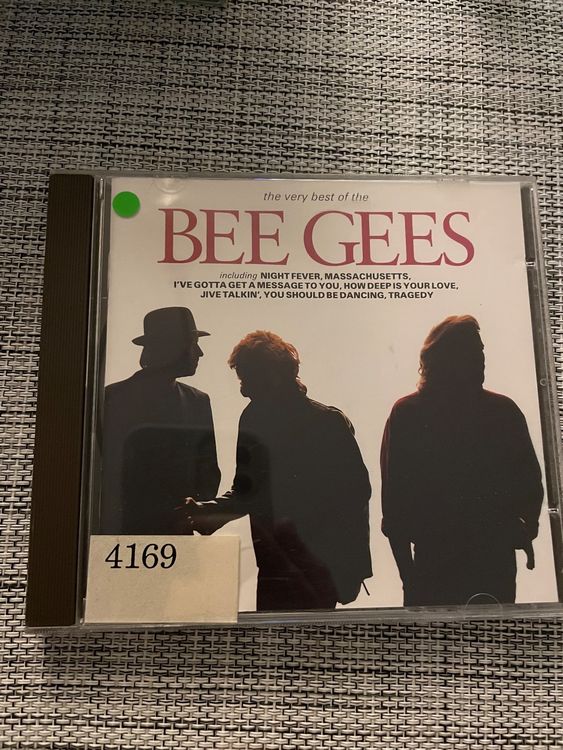 the very best of the
BEE GEES
including NIGHT FEVER, MASSACHUSETTS,
I'VE GOTTA GET A MESSAGE TO YOU, HOW DEEP IS YOUR LOVE,
JIVE TALKIN', YOU SHOULD BE DANCING, TRAGEDY
4169